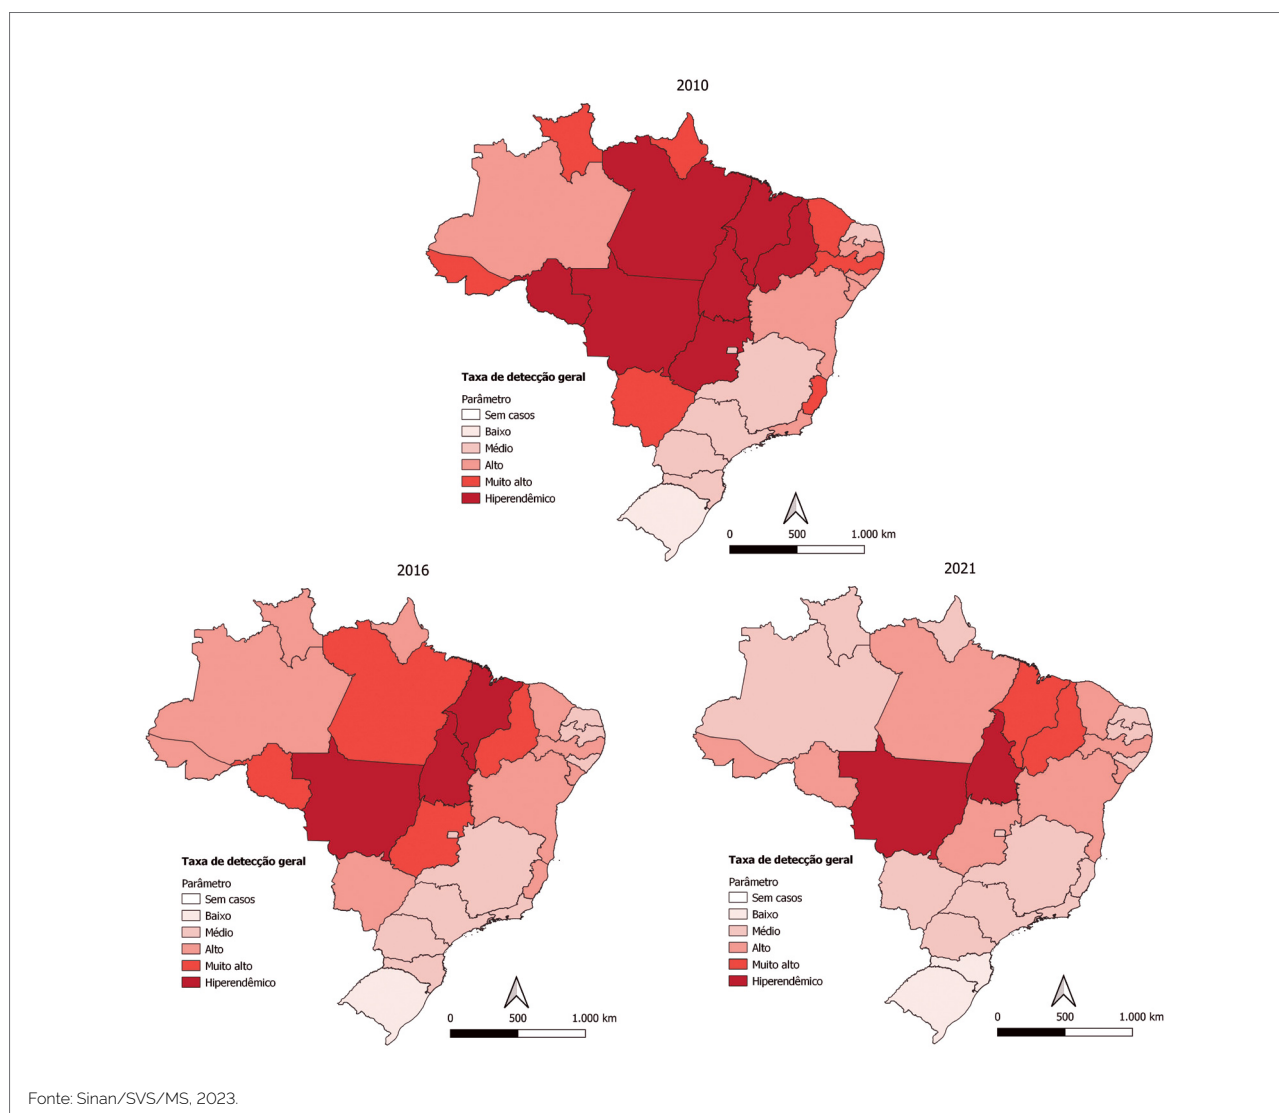 2010
Taxa de detecção geral
Parâmetro
Sem casos
Baixo
Médio
Alto
Muito alto
Hiperendêmico
0 500 1.000 km
2016
Taxa de detecção geral
Parâmetro
Sem casos
Baixo
Médio
Alto
Muito alto
Hiperendêmico
0 500 1.000 km
2021
Taxa de detecção geral
Parâmetro
Sem casos
Baixo
Médio
Alto
Muito alto
Hiperendêmico
0 500 1.000 km
Fonte: Sinan/SVS/MS, 2023.